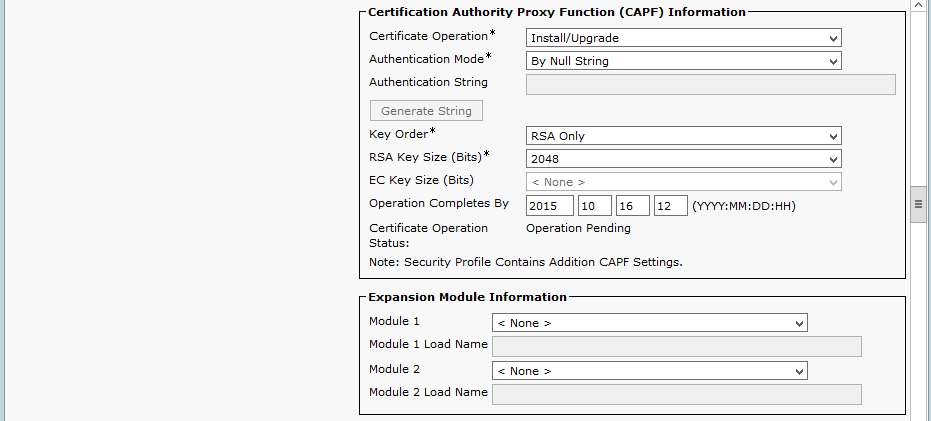 Certification Authority Proxy Function (CAPF) Information
Certificate Operation* Install/Upgrade
Authentication Mode* By Null String
Authentication String
Generate String
Key Order* RSA Only
RSA Key Size (Bits)* 2048
EC Key Size (Bits) < None >
Operation Completes By 2015 10 16 12 (YYYY:MM:DD:HH)
Certificate Operation Operation Pending
Status:
Note: Security Profile Contains Addition CAPF Settings.
Expansion Module Information
Module 1 < None >
Module 1 Load Name
Module 2 < None >
Module 2 Load Name